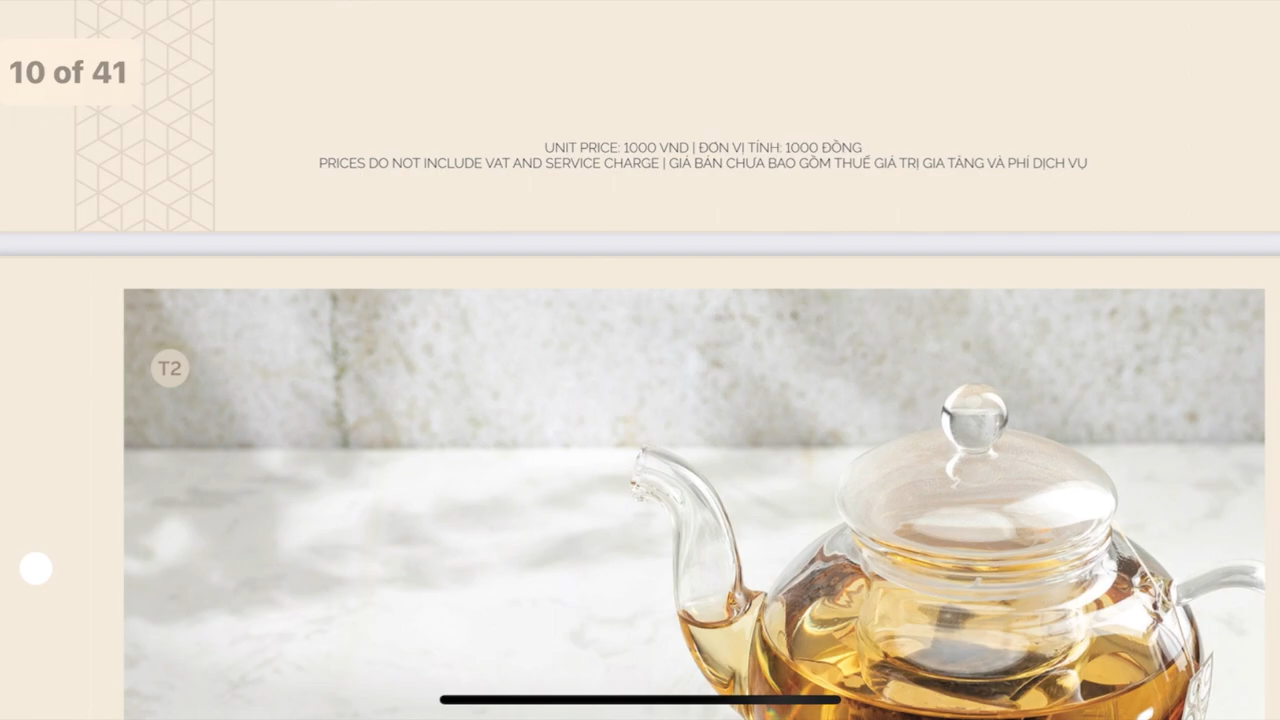 10 of 41
UNIT PRICE: 1000 VND | ĐƠN VỊ TÍNH: 1000 ĐỒNG
PRICES DO NOT INCLUDE VAT AND SERVICE CHARGE | GIÁ BÁN CHƯA BAO GỒM THUẾ GIÁ TRỊ GIA TĂNG VÀ PHÍ DỊCH VỤ
T2